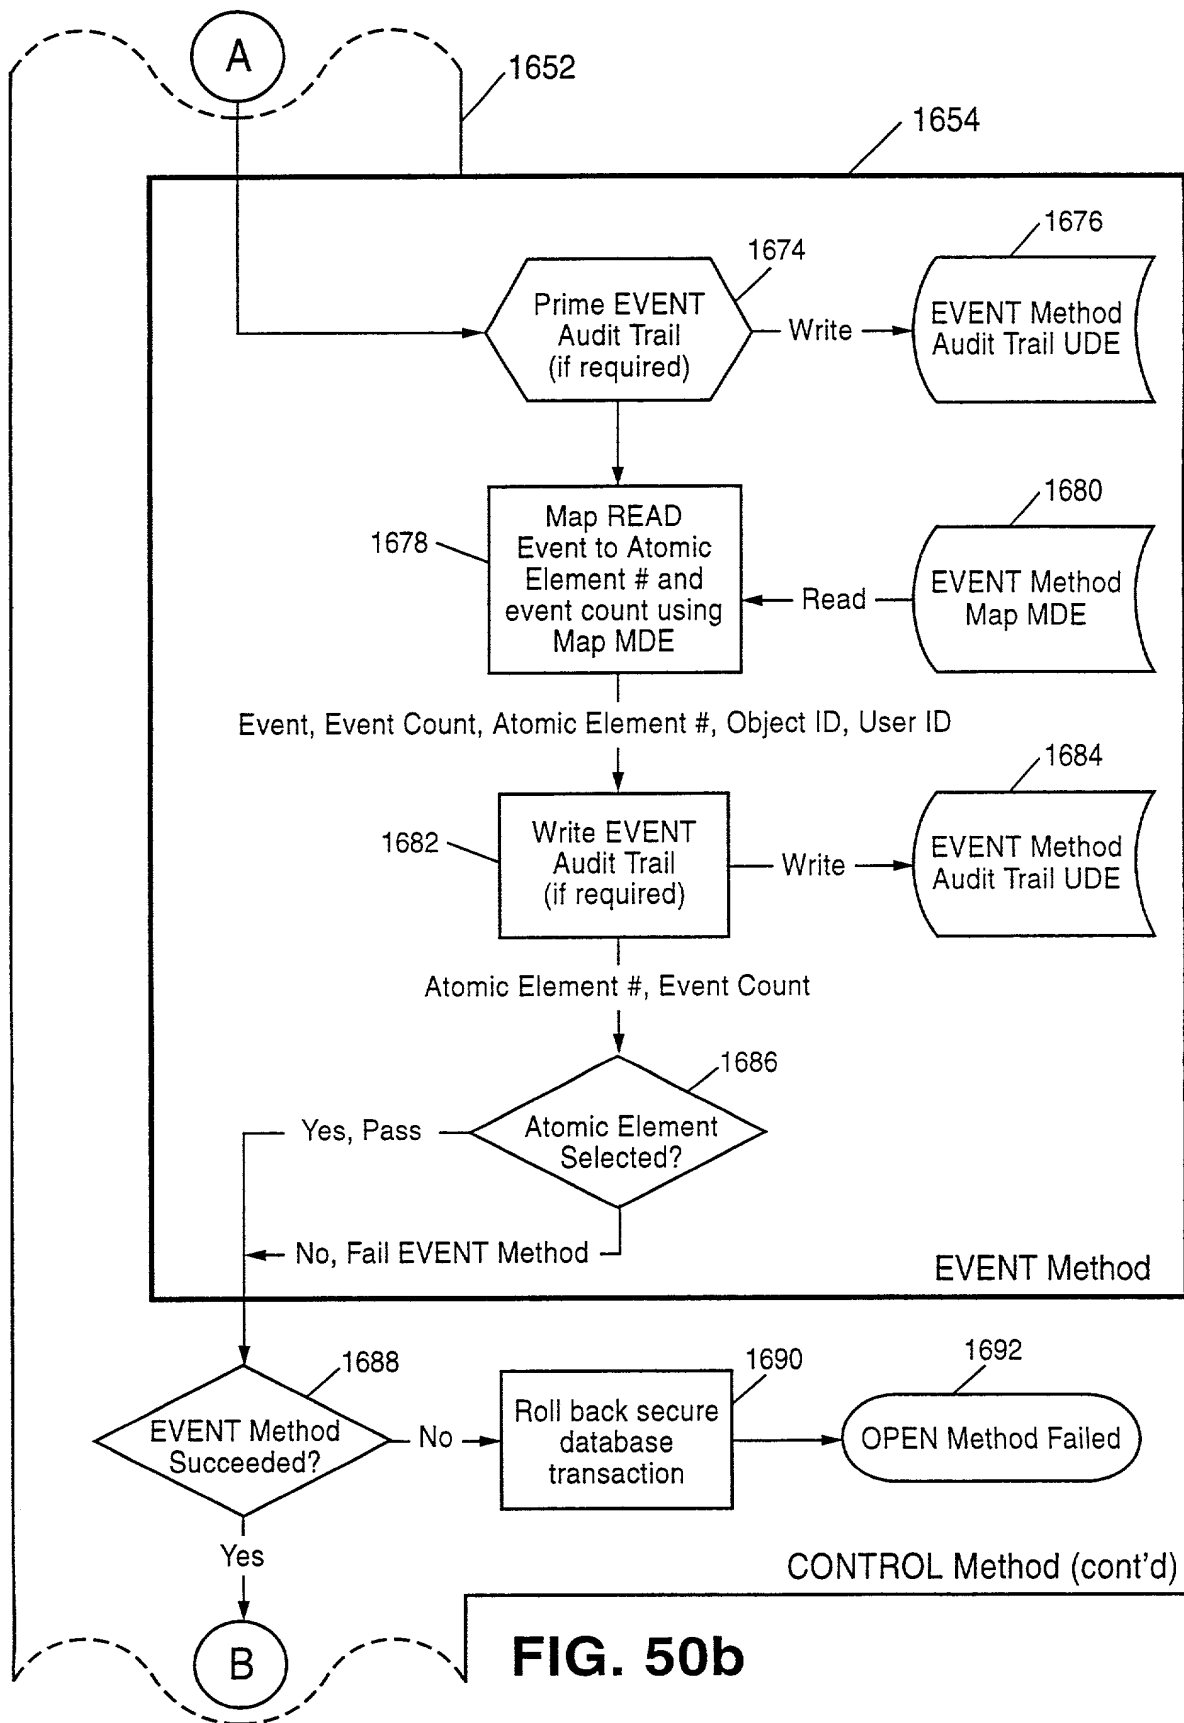 A
1652
1654
1676
1674
Prime EVENT
Audit Trail
(if required)
Write
EVENT Method
Audit Trail UDE
1680
1678
Map READ
Event to Atomic
Element # and
event count using
Map MDE
Read
EVENT Method
Map MDE
Event, Event Count, Atomic Element #, Object ID, User ID
1684
1682
Write EVENT
Audit Trail
(if required)
Write
EVENT Method
Audit Trail UDE
Atomic Element #, Event Count
1686
Yes, Pass
Atomic Element
Selected?
No, Fail EVENT Method
EVENT Method
1688
1690
1692
EVENT Method
Succeeded?
No
Roll back secure
database
transaction
OPEN Method Failed
Yes
CONTROL Method (cont'd)
B
FIG. 50b